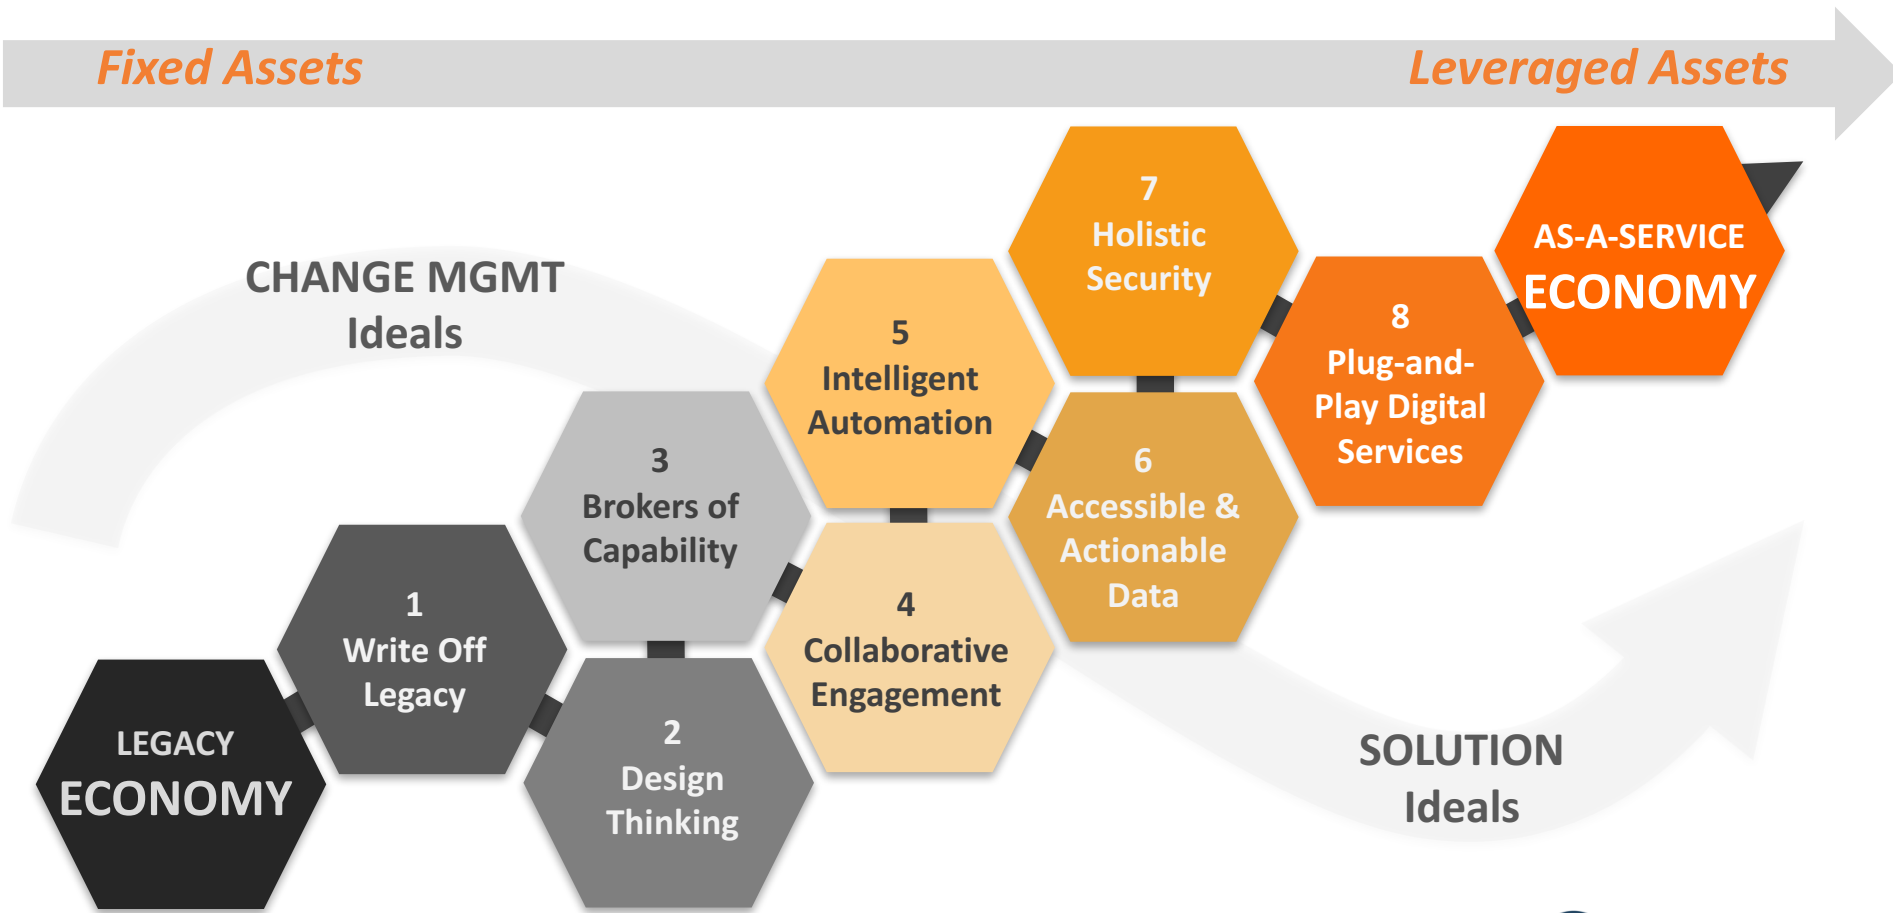 Fixed Assets
Leveraged Assets
CHANGE MGMT
Ideals
LEGACY
ECONOMY
1
Write Off
Legacy
2
Design
Thinking
3
Brokers of
Capability
4
Collaborative
Engagement
5
Intelligent
Automation
6
Accessible &
Actionable
Data
7
Holistic
Security
8
Plug-and-
Play Digital
Services
AS-A-SERVICE
ECONOMY
SOLUTION
Ideals